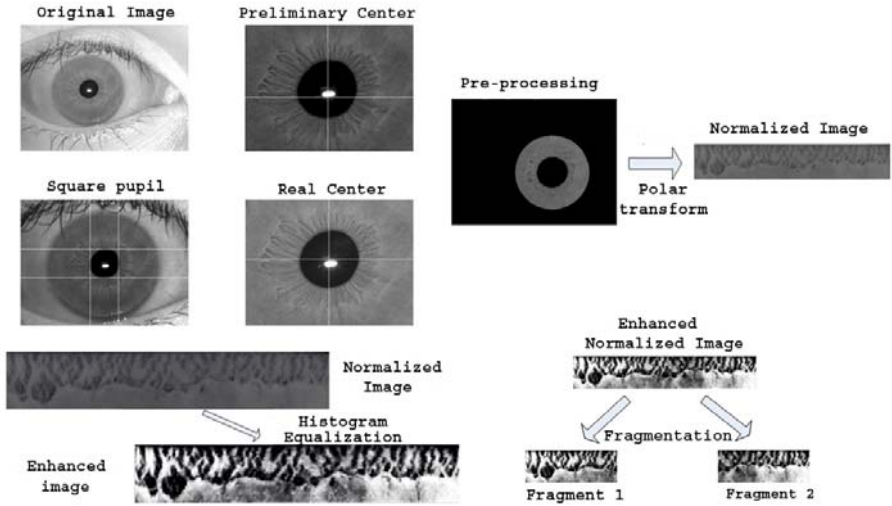 Original Image
Preliminary Center
Pre-processing
Normalized Image
Polar
transform
Square pupil
Real Center
Normalized
Image
Histogram
Equalization
Enhanced
image
Enhanced
Normalized Image
Fragmentation
Fragment 1
Fragment 2